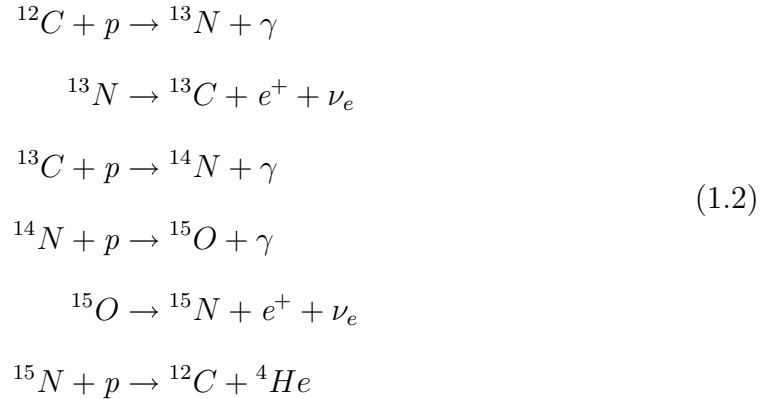 ¹²C + p → ¹³N + γ
¹³N → ¹³C + e⁺ + νₑ
¹³C + p → ¹⁴N + γ
(1.2)
¹⁴N + p → ¹⁵O + γ
¹⁵O → ¹⁵N + e⁺ + νₑ
¹⁵N + p → ¹²C + ⁴He